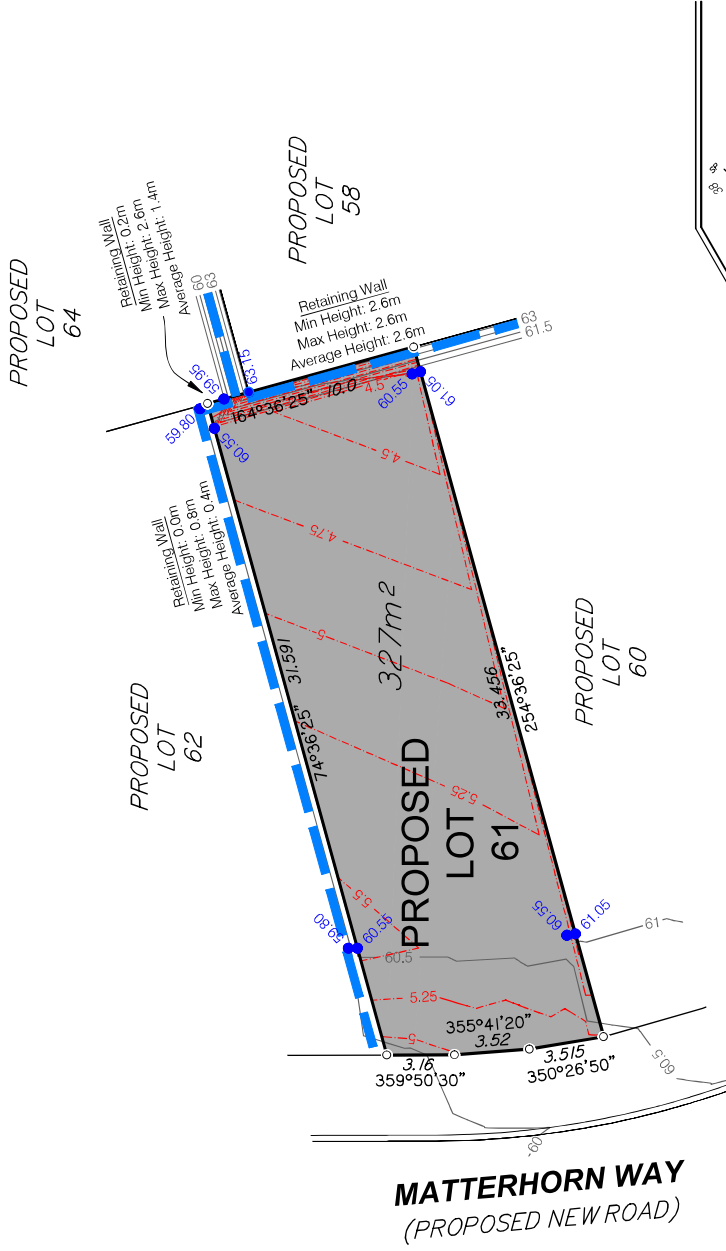 PROPOSED
LOT
58
PROPOSED
LOT
64
Retaining Wall
Min Height: 0.2m
Max Height: 2.6m
Average Height: 1.4m
60
63
Retaining Wall
Min Height: 2.6m
Max Height: 2.6m
Average Height: 2.6m
63
61.5
59.95
63.15
59.80
60.55
164°36'25"
10.0
4.5
60.55
61.05
4.5
Retaining Wall
Min Height: 0.0m
Max Height: 0.8m
Average Height: 0.4m
4.75
5
327m²
31.591
74°36'25"
33.456
254°36'25"
PROPOSED
LOT
60
PROPOSED
LOT
62
5.25
PROPOSED
LOT
61
5.5
59.80
60.55
60.55
61.05
61
60.5
5.25
5
355°41'20"
3.52
3.16
359°50'30"
3.515
350°26'50"
60.5
60
MATTERHORN WAY
(PROPOSED NEW ROAD)